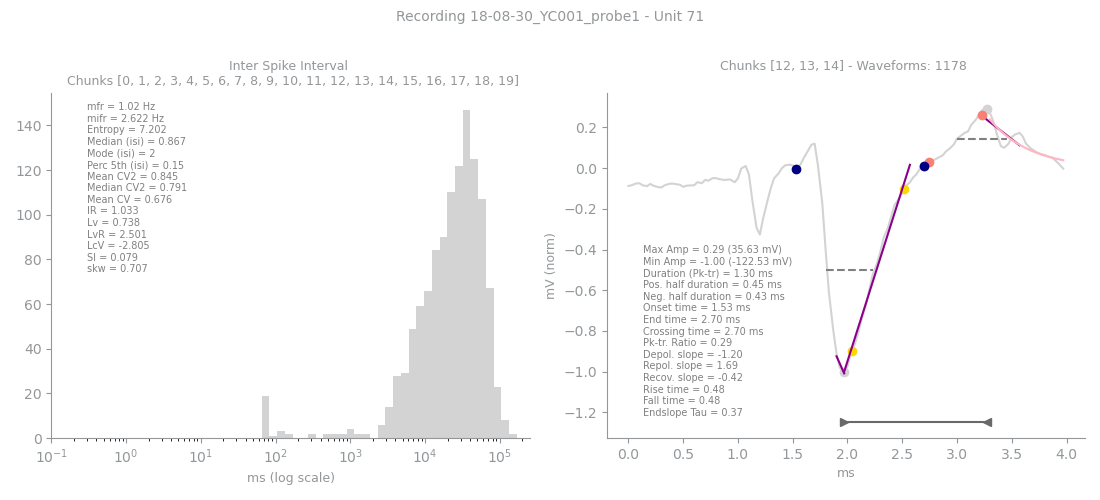 Recording 18-08-30_YC001_probe1 - Unit 71
Inter Spike Interval
Chunks [0, 1, 2, 3, 4, 5, 6, 7, 8, 9, 10, 11, 12, 13, 14, 15, 16, 17, 18, 19]
mfr = 1.02 Hz
mifr = 2.622 Hz
Entropy = 7.202
Median (isi) = 0.867
Mode (isi) = 2
Perc 5th (isi) = 0.15
Mean CV2 = 0.845
Median CV2 = 0.791
Mean CV = 0.676
IR = 1.033
Lv = 0.738
LvR = 2.501
LcV = -2.805
SI = 0.079
skw = 0.707
140
120
100
80
60
40
20
0
10⁻¹ 10⁰ 10¹ 10² 10³ 10⁴ 10⁵
ms (log scale)
Chunks [12, 13, 14] - Waveforms: 1178
mV (norm)
0.2
0.0
−0.2
−0.4
−0.6
−0.8
−1.0
−1.2
Max Amp = 0.29 (35.63 mV)
Min Amp = -1.00 (-122.53 mV)
Duration (Pk-tr) = 1.30 ms
Pos. half duration = 0.45 ms
Neg. half duration = 0.43 ms
Onset time = 1.53 ms
End time = 2.70 ms
Crossing time = 2.70 ms
Pk-tr. Ratio = 0.29
Depol. slope = -1.20
Repol. slope = 1.69
Recov. slope = -0.42
Rise time = 0.48
Fall time = 0.48
Endslope Tau = 0.37
0.0 0.5 1.0 1.5 2.0 2.5 3.0 3.5 4.0
ms